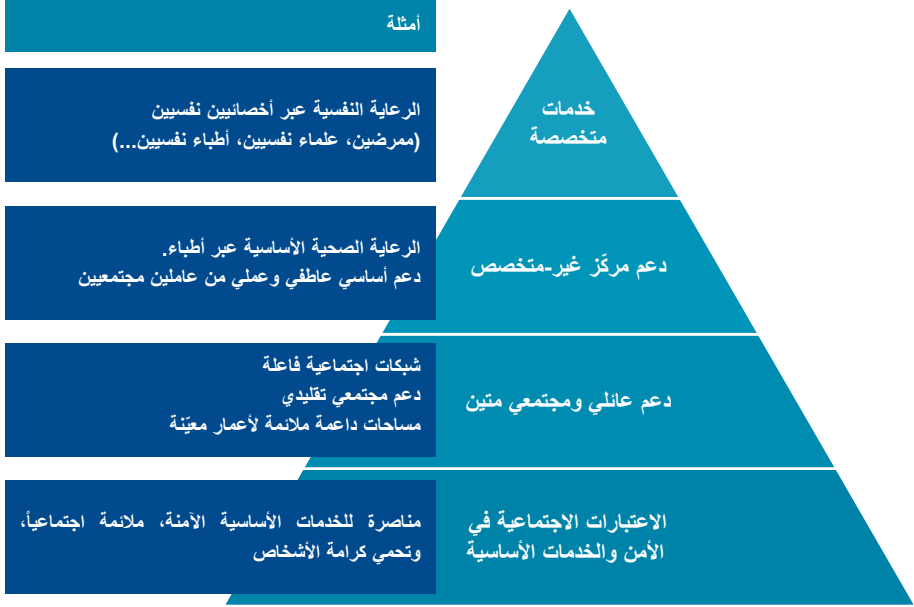 أمثلة
خدمات
متخصصة
الرعاية النفسية عبر أخصائيين نفسيين
(ممرضين، علماء نفسيين، أطباء نفسيين...)
دعم مركّز غير-متخصص
الرعاية الصحية الأساسية عبر أطباء.
دعم أساسي عاطفي وعملي من عاملين مجتمعيين
دعم عائلي ومجتمعي متين
شبكات اجتماعية فاعلة
دعم مجتمعي تقليدي
مساحات داعمة ملائمة لأعمار معيّنة
الاعتبارات الاجتماعية في
الأمن والخدمات الأساسية
مناصرة للخدمات الأساسية الآمنة، ملائمة اجتماعياً،
وتحمي كرامة الأشخاص